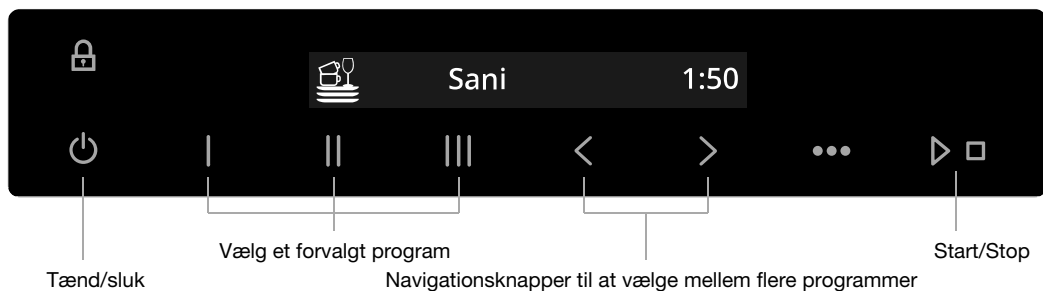 Sani 1:50
Vælg et forvalgt program
Start/Stop
Tænd/sluk
Navigationsknapper til at vælge mellem flere programmer